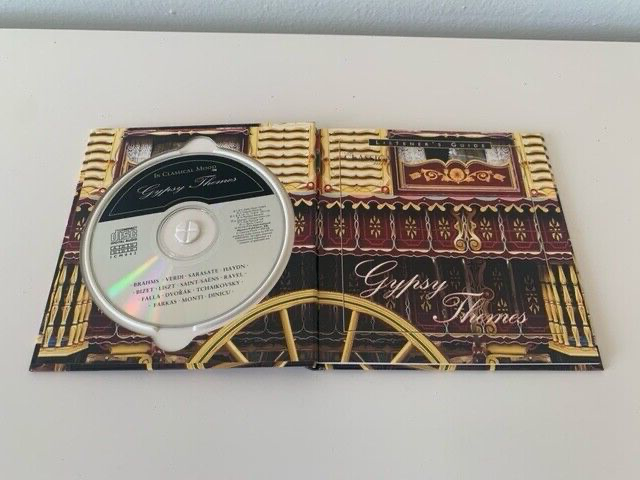 IN CLASSICAL MOOD
Gypsy Themes
BRAHMS · VERDI · SARASATE · HAYDN ·
· BIZET · LISZT · SAINT-SAËNS · RAVEL ·
FALLA · DVOŘÁK · TCHAIKOVSKY ·
· FARKAS · MONTI · DINICU ·
LISTENER'S GUIDE
Gypsy
Themes